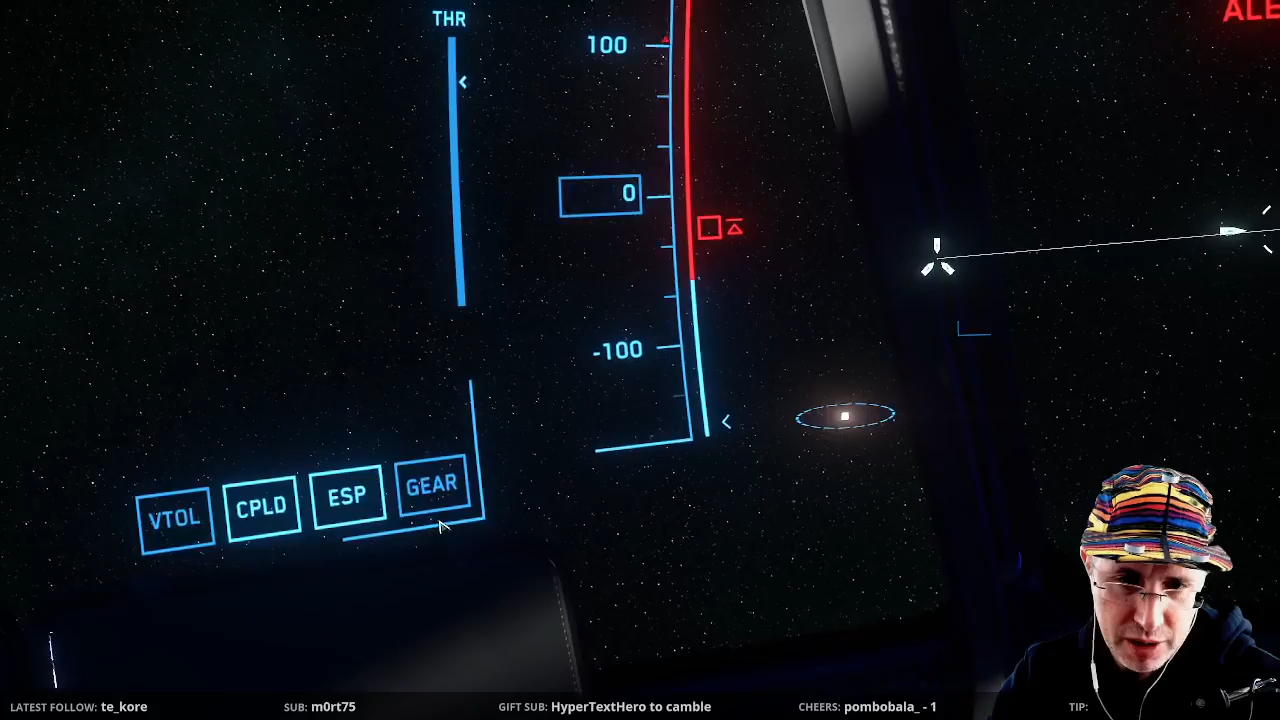 THR
ALE
100
0
-100
VTOL CPLD ESP GEAR
LATEST FOLLOW: te_kore SUB: m0rt75 GIFT SUB: HyperTextHero to camble CHEERS: pombobala_ - 1 TIP: